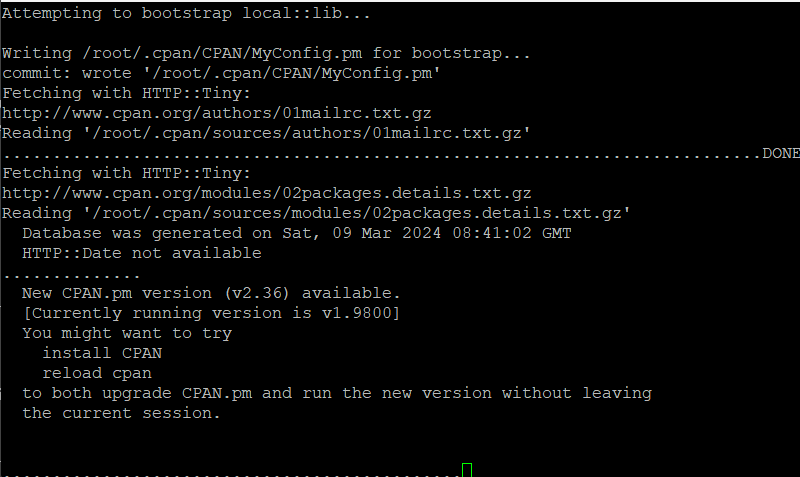 Attempting to bootstrap local::lib...
Writing /root/.cpan/CPAN/MyConfig.pm for bootstrap...
commit: wrote '/root/.cpan/CPAN/MyConfig.pm'
Fetching with HTTP::Tiny:
http://www.cpan.org/authors/01mailrc.txt.gz
Reading '/root/.cpan/sources/authors/01mailrc.txt.gz'
............................................................................DONE
Fetching with HTTP::Tiny:
http://www.cpan.org/modules/02packages.details.txt.gz
Reading '/root/.cpan/sources/modules/02packages.details.txt.gz'
  Database was generated on Sat, 09 Mar 2024 08:41:02 GMT
  HTTP::Date not available
..............
  New CPAN.pm version (v2.36) available.
  [Currently running version is v1.9800]
  You might want to try
    install CPAN
    reload cpan
  to both upgrade CPAN.pm and run the new version without leaving
  the current session.
..............................................